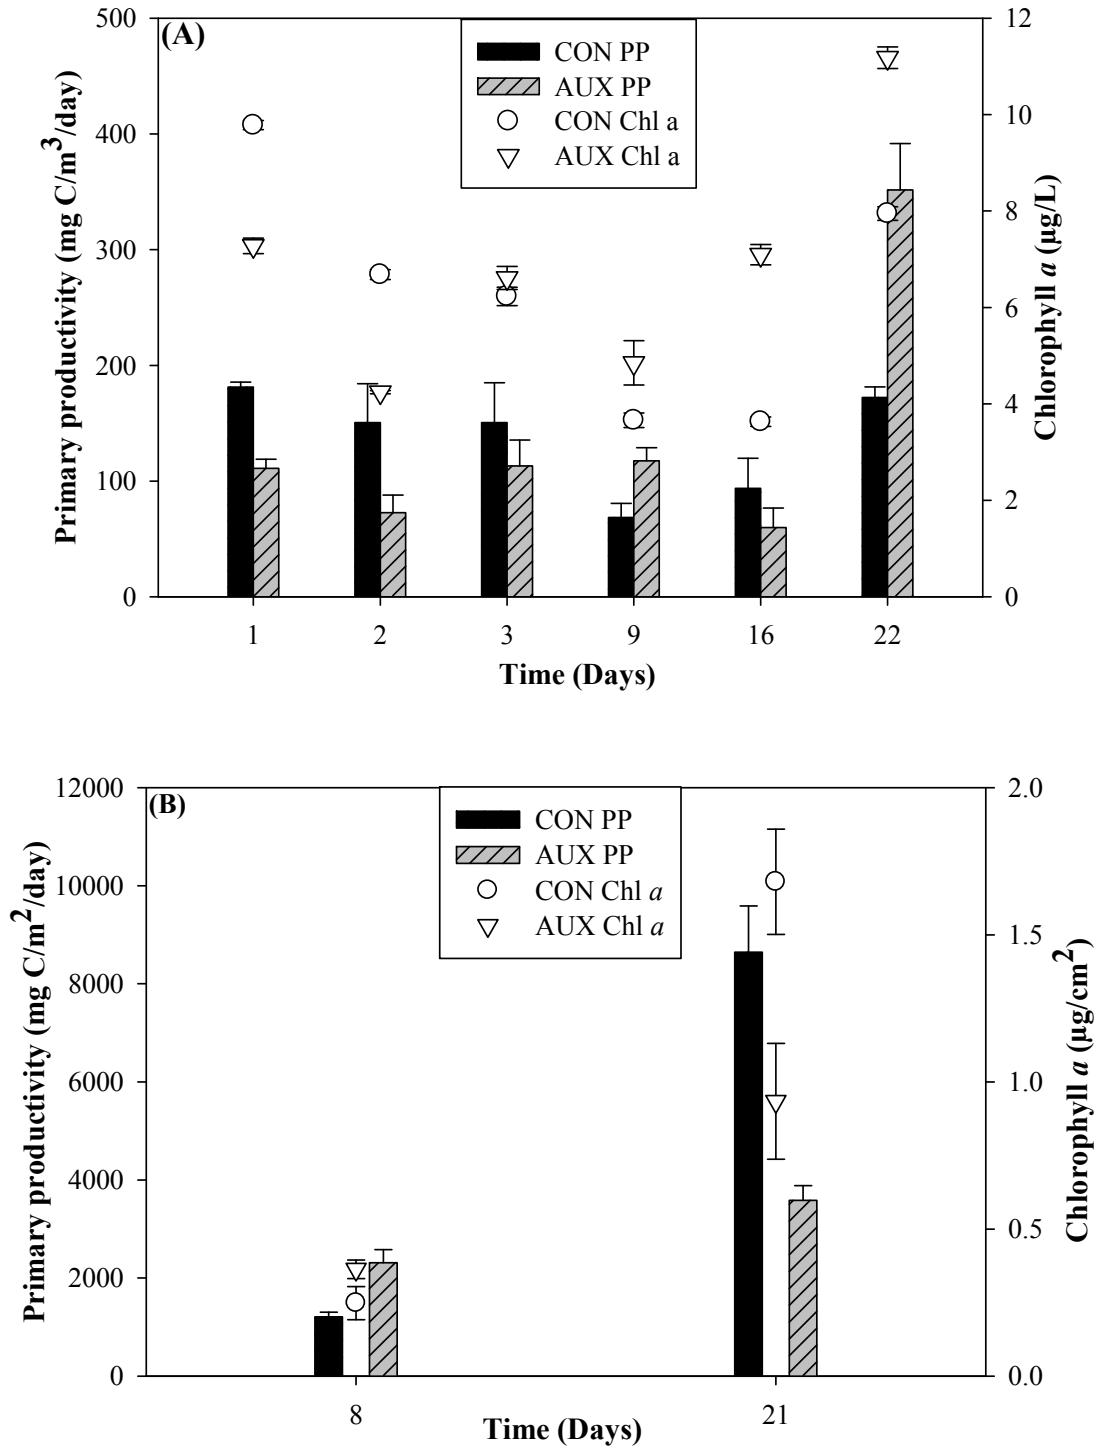 (A)
CON PP
AUX PP
CON Chl a
AUX Chl a
500
400
300
200
100
0
Primary productivity (mg C/m³/day)
12
10
8
6
4
2
0
Chlorophyll a (µg/L)
1 2 3 9 16 22
Time (Days)
(B)
CON PP
AUX PP
CON Chl a
AUX Chl a
12000
10000
8000
6000
4000
2000
0
Primary productivity (mg C/m²/day)
2.0
1.5
1.0
0.5
0.0
Chlorophyll a (µg/cm²)
8 21
Time (Days)